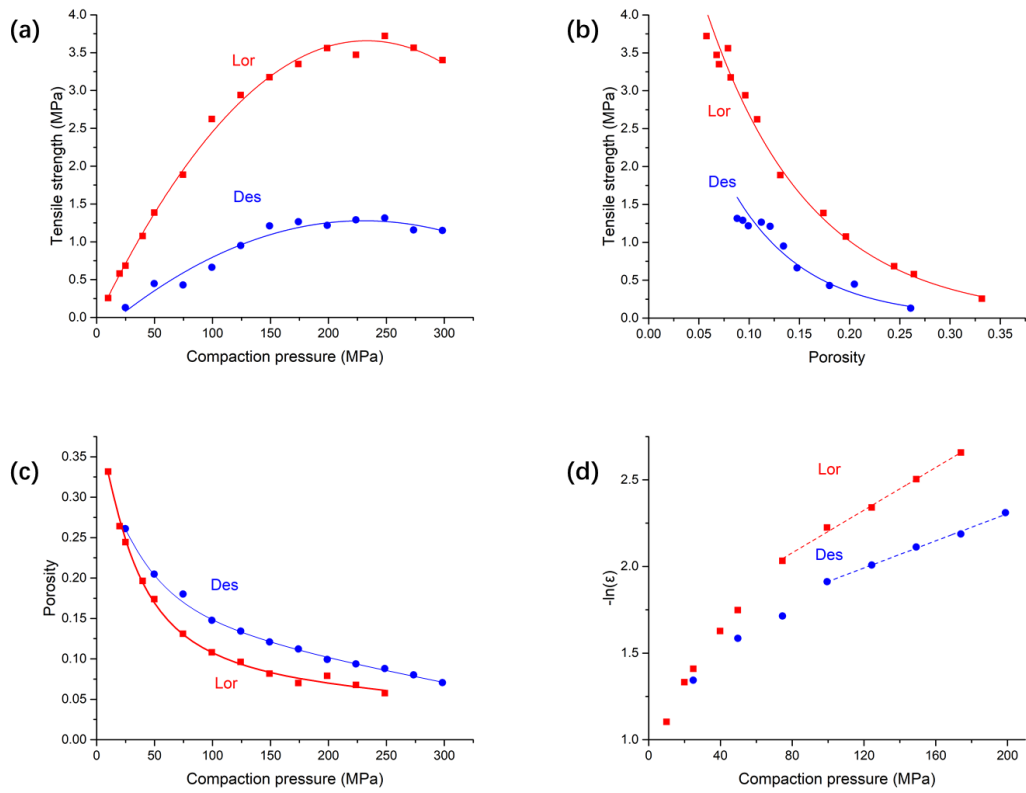 (a)
Tensile strength (MPa)
4.0
3.5
3.0
2.5
2.0
1.5
1.0
0.5
0.0
Lor
Des
0 50 100 150 200 250 300
Compaction pressure (MPa)
(b)
Tensile strength (MPa)
4.0
3.5
3.0
2.5
2.0
1.5
1.0
0.5
0.0
Lor
Des
0.00 0.05 0.10 0.15 0.20 0.25 0.30 0.35
Porosity
(c)
Porosity
0.35
0.30
0.25
0.20
0.15
0.10
0.05
0.00
Des
Lor
0 50 100 150 200 250 300
Compaction pressure (MPa)
(d)
-ln(ε)
2.5
2.0
1.5
1.0
Lor
Des
0 40 80 120 160 200
Compaction pressure (MPa)